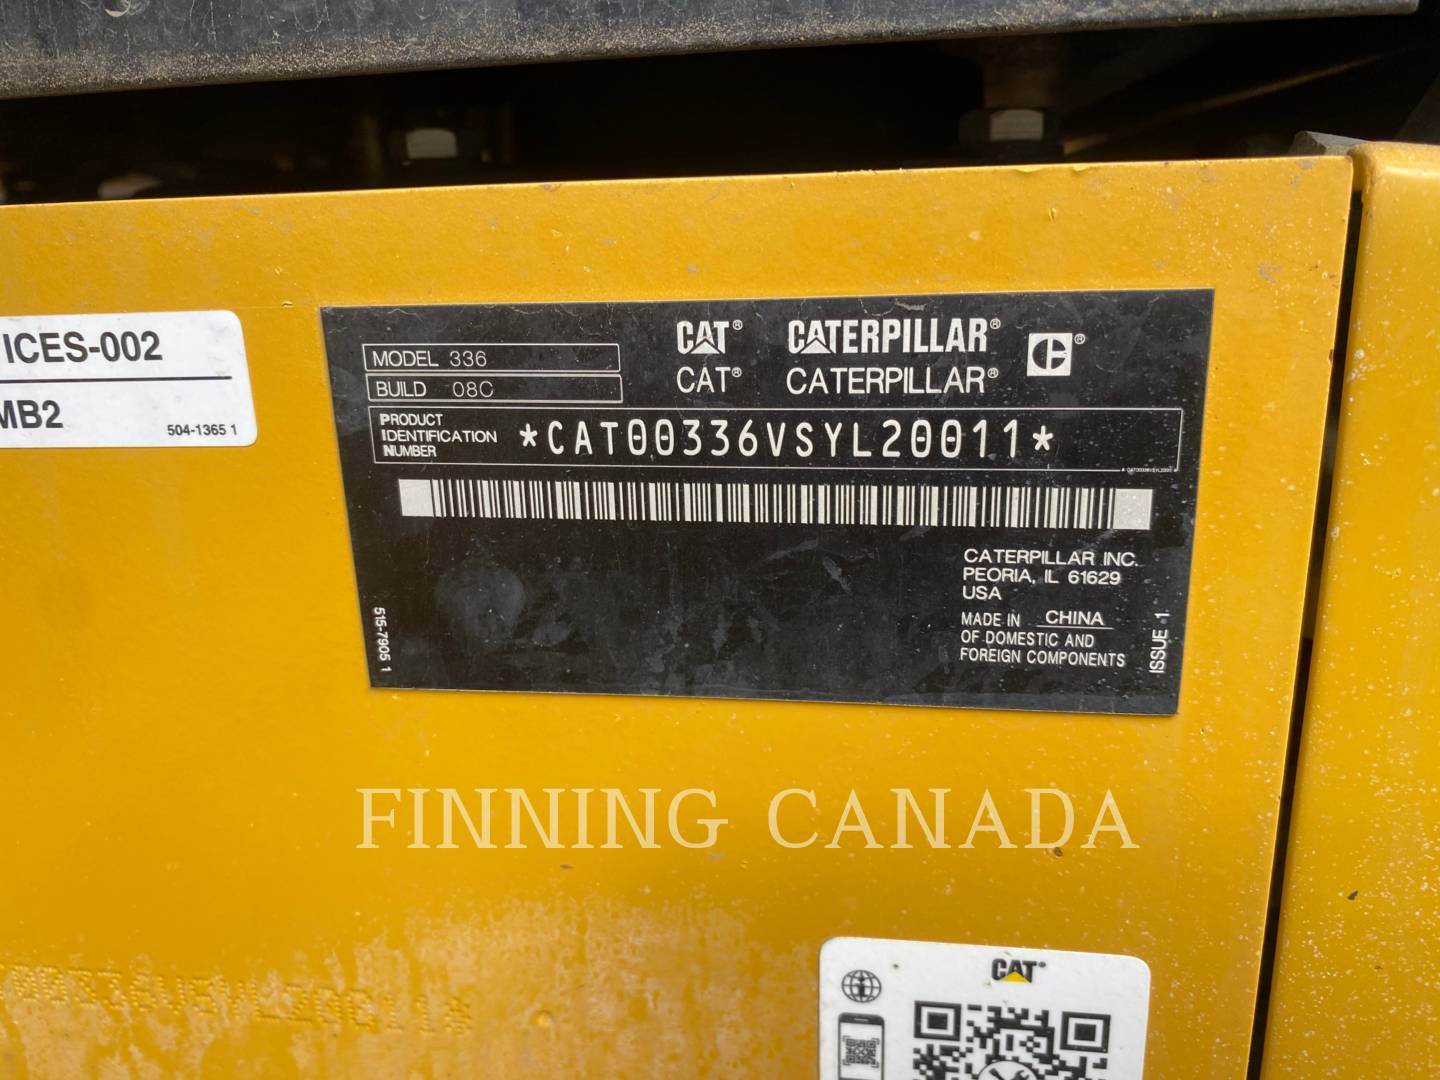 ICES-002
MB2
504-1365 1
MODEL 336
BUILD 08C
CAT® CATERPILLAR® ®
CAT® CATERPILLAR®
PRODUCT
IDENTIFICATION
NUMBER
*CAT00336VSYL20011*
CATERPILLAR INC.
PEORIA, IL 61629
USA
MADE IN CHINA
OF DOMESTIC AND
FOREIGN COMPONENTS
515-7905 1
ISSUE 1
FINNING CANADA
CAT®